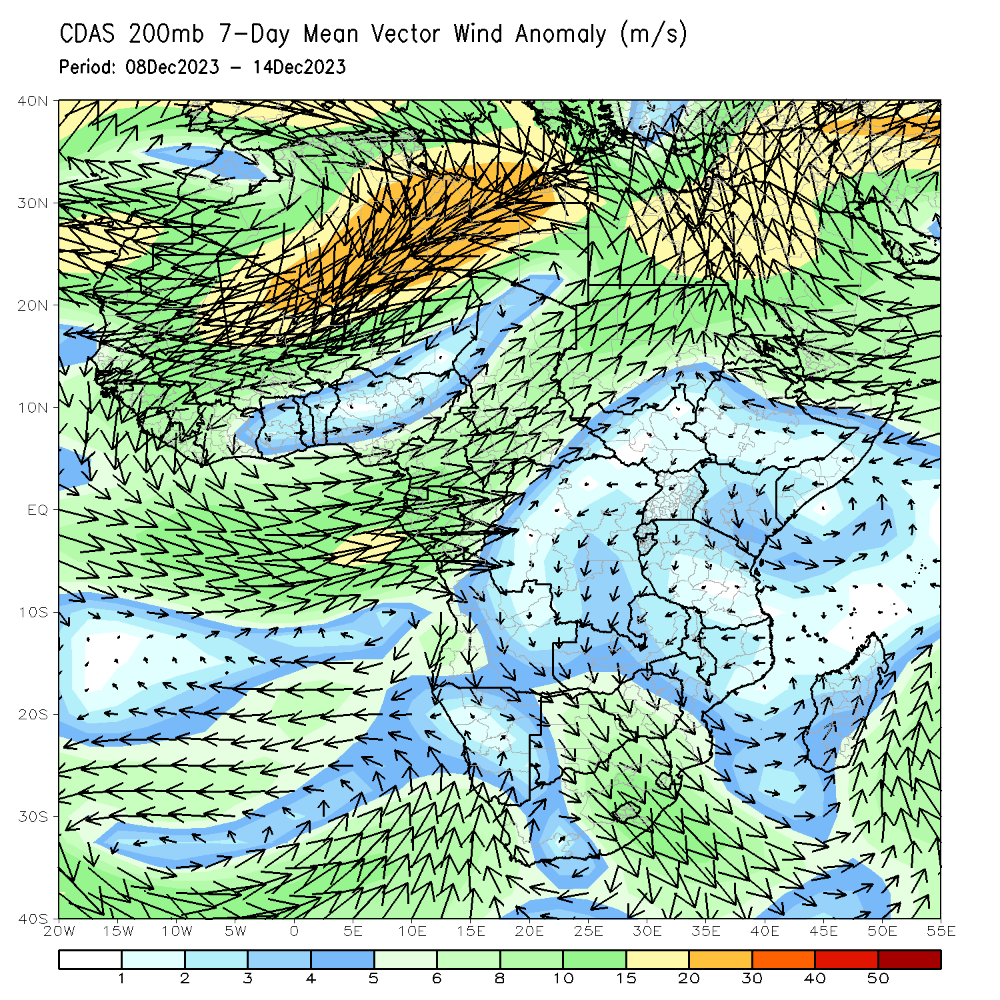 CDAS 200mb 7-Day Mean Vector Wind Anomaly (m/s)
Period: 08Dec2023 - 14Dec2023
40N
30N
20N
10N
EQ
10S
20S
30S
40S
20W 15W 10W 5W 0 5E 10E 15E 20E 25E 30E 35E 40E 45E 50E 55E
1 2 3 4 5 6 8 10 15 20 30 40 50